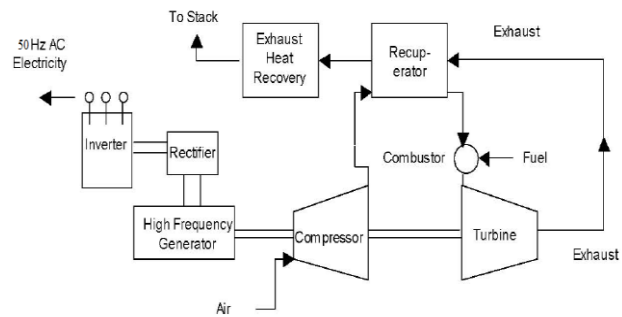 To Stack
Exhaust
Heat
Recovery
Recup-
erator
Exhaust
50Hz AC
Electricity
Inverter
Rectifier
Combustor
Fuel
High Frequency
Generator
Compressor
Turbine
Exhaust
Air